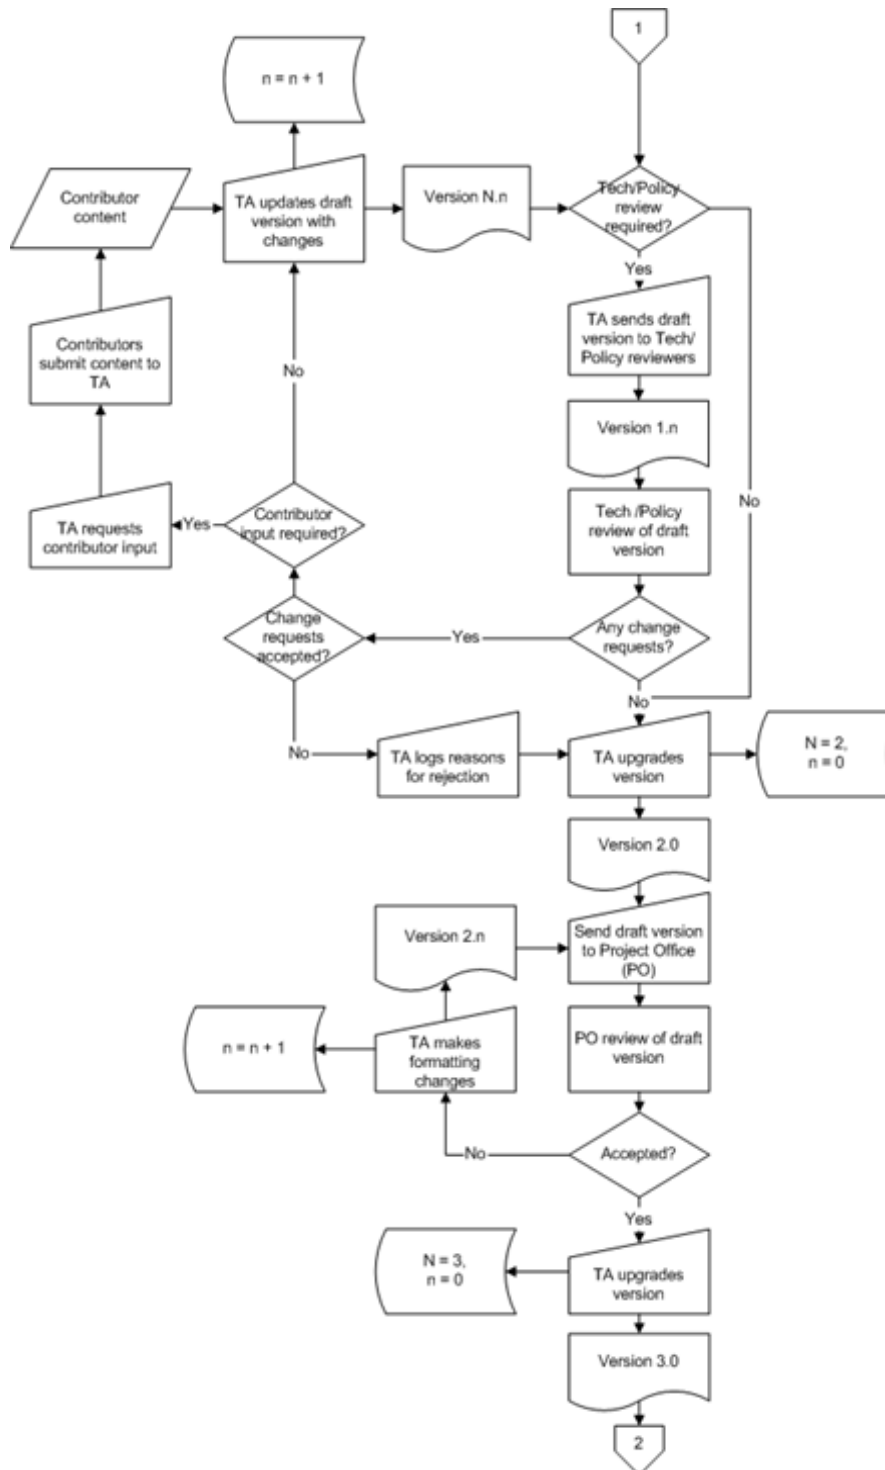 1
n = n + 1
Contributor
content
TA updates draft
version with
changes
Version N.n
Tech/Policy
review
required?
Yes
Contributors
submit content to
TA
No
TA sends draft
version to Tech/
Policy reviewers
Version 1.n
No
TA requests
contributor input
Yes
Contributor
input required?
Tech /Policy
review of draft
version
Change
requests
accepted?
Yes
Any change
requests?
No
No
TA logs reasons
for rejection
TA upgrades
version
N = 2,
n = 0
Version 2.0
Version 2.n
Send draft version
to Project Office
(PO)
n = n + 1
TA makes
formatting
changes
PO review of draft
version
No
Accepted?
Yes
N = 3,
n = 0
TA upgrades
version
Version 3.0
2